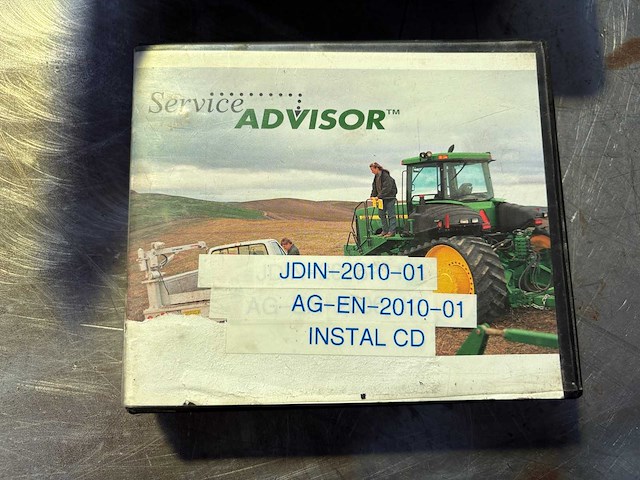 Service
ADVISOR™
JDIN-2010-01
AG-EN-2010-01
INSTAL CD